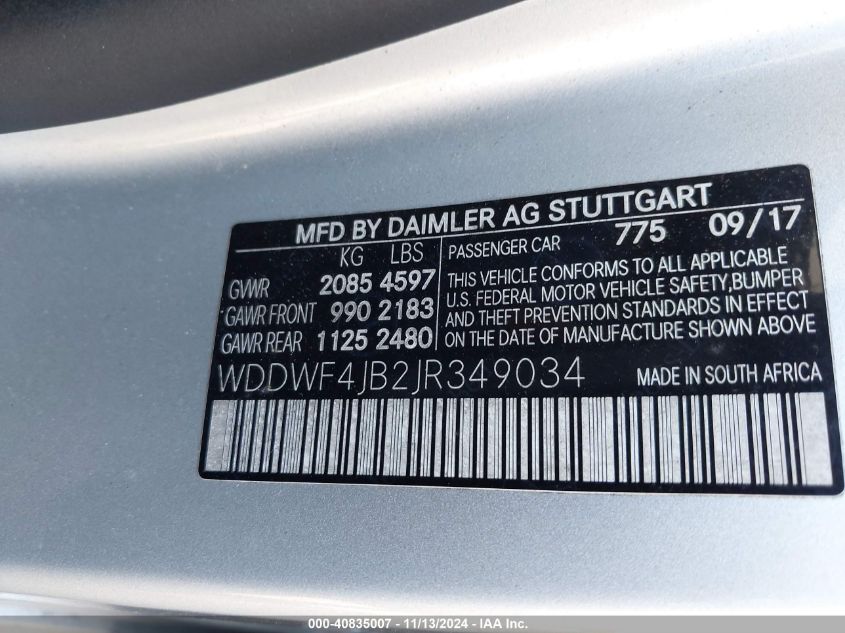 MFD BY DAIMLER AG STUTTGART
KG LBS
GVWR 2085 4597
GAWR FRONT 990 2183
GAWR REAR 1125 2480
PASSENGER CAR 775 09/17
THIS VEHICLE CONFORMS TO ALL APPLICABLE
U.S. FEDERAL MOTOR VEHICLE SAFETY,BUMPER
AND THEFT PREVENTION STANDARDS IN EFFECT
ON THE DATE OF MANUFACTURE SHOWN ABOVE
WDDWF4JB2JR349034 MADE IN SOUTH AFRICA
000-40835007 - 11/13/2024 - IAA Inc.